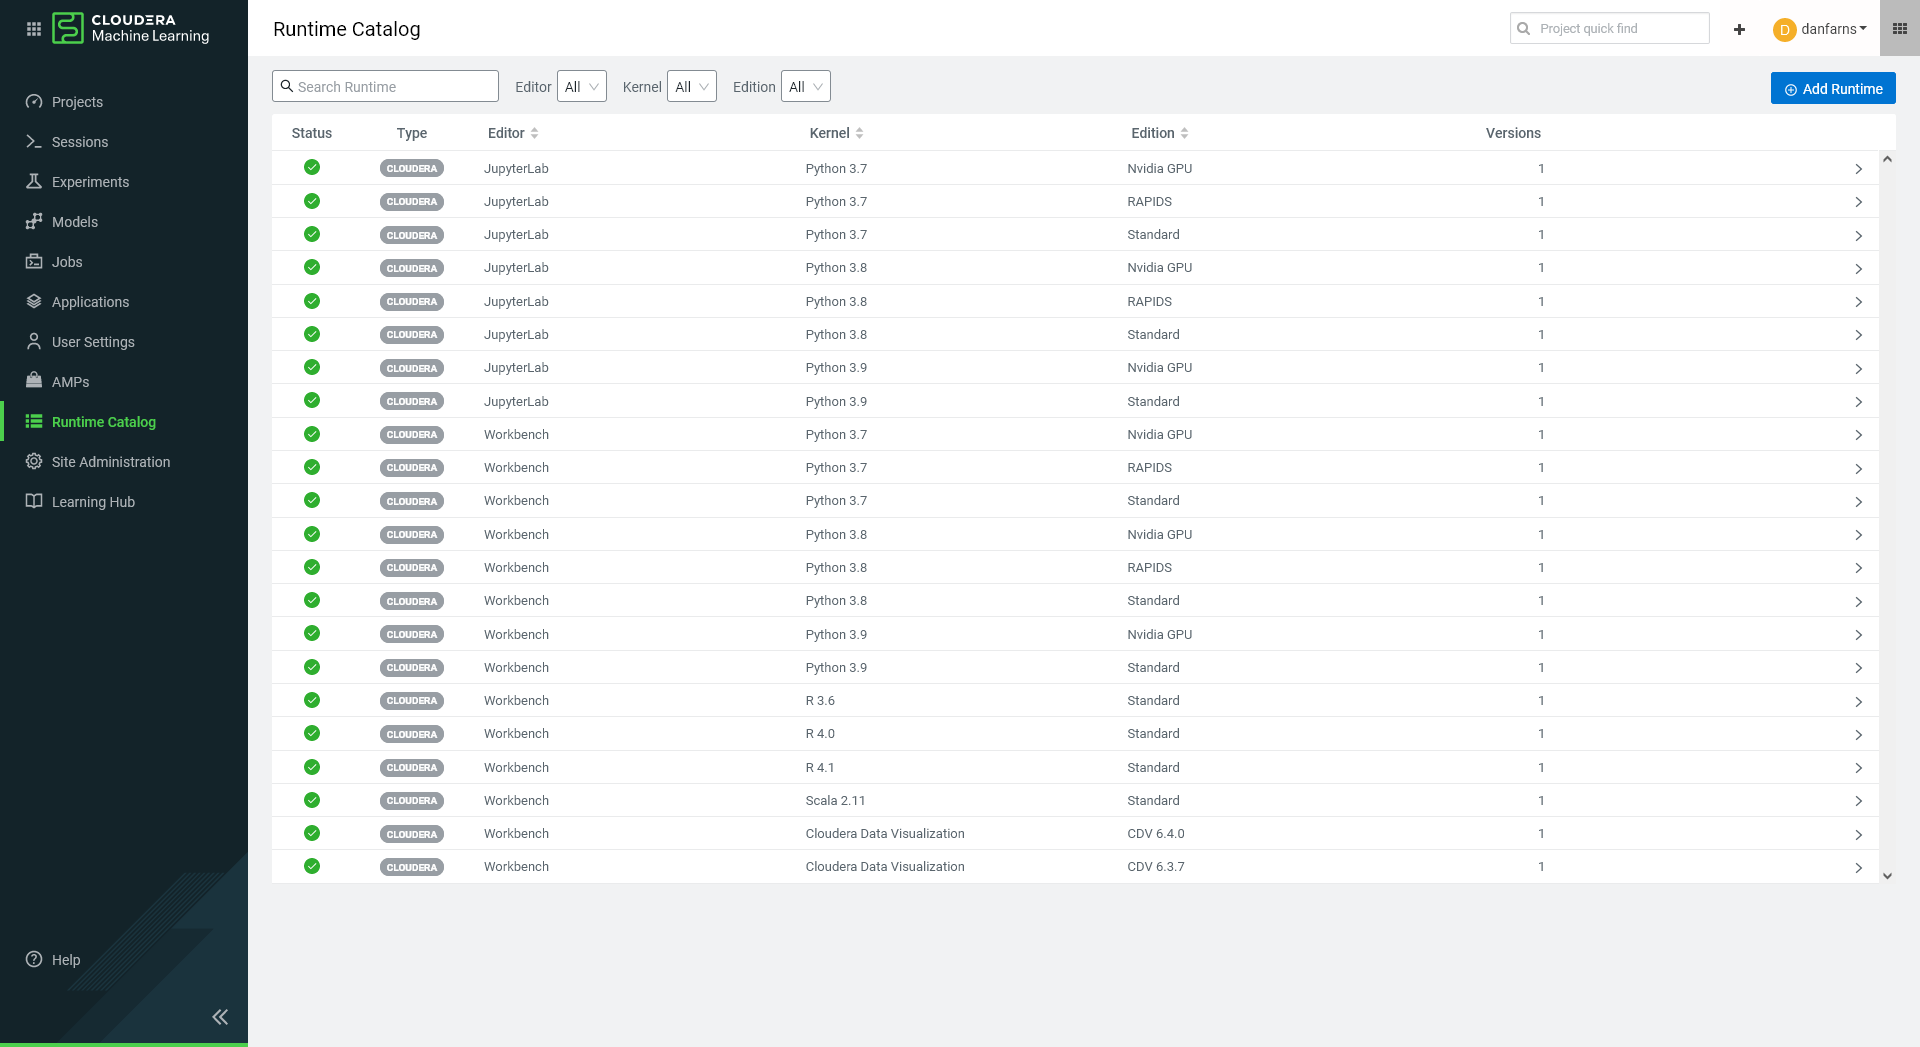 CLOUDERA
Machine Learning
Projects
Sessions
Experiments
Models
Jobs
Applications
User Settings
AMPs
Runtime Catalog
Site Administration
Learning Hub
Help
Runtime Catalog
Project quick find
D danfarns
Search Runtime Editor All Kernel All Edition All Add Runtime
Status Type Editor Kernel Edition Versions
CLOUDERA JupyterLab Python 3.7 Nvidia GPU 1
CLOUDERA JupyterLab Python 3.7 RAPIDS 1
CLOUDERA JupyterLab Python 3.7 Standard 1
CLOUDERA JupyterLab Python 3.8 Nvidia GPU 1
CLOUDERA JupyterLab Python 3.8 RAPIDS 1
CLOUDERA JupyterLab Python 3.8 Standard 1
CLOUDERA JupyterLab Python 3.9 Nvidia GPU 1
CLOUDERA JupyterLab Python 3.9 Standard 1
CLOUDERA Workbench Python 3.7 Nvidia GPU 1
CLOUDERA Workbench Python 3.7 RAPIDS 1
CLOUDERA Workbench Python 3.7 Standard 1
CLOUDERA Workbench Python 3.8 Nvidia GPU 1
CLOUDERA Workbench Python 3.8 RAPIDS 1
CLOUDERA Workbench Python 3.8 Standard 1
CLOUDERA Workbench Python 3.9 Nvidia GPU 1
CLOUDERA Workbench Python 3.9 Standard 1
CLOUDERA Workbench R 3.6 Standard 1
CLOUDERA Workbench R 4.0 Standard 1
CLOUDERA Workbench R 4.1 Standard 1
CLOUDERA Workbench Scala 2.11 Standard 1
CLOUDERA Workbench Cloudera Data Visualization CDV 6.4.0 1
CLOUDERA Workbench Cloudera Data Visualization CDV 6.3.7 1